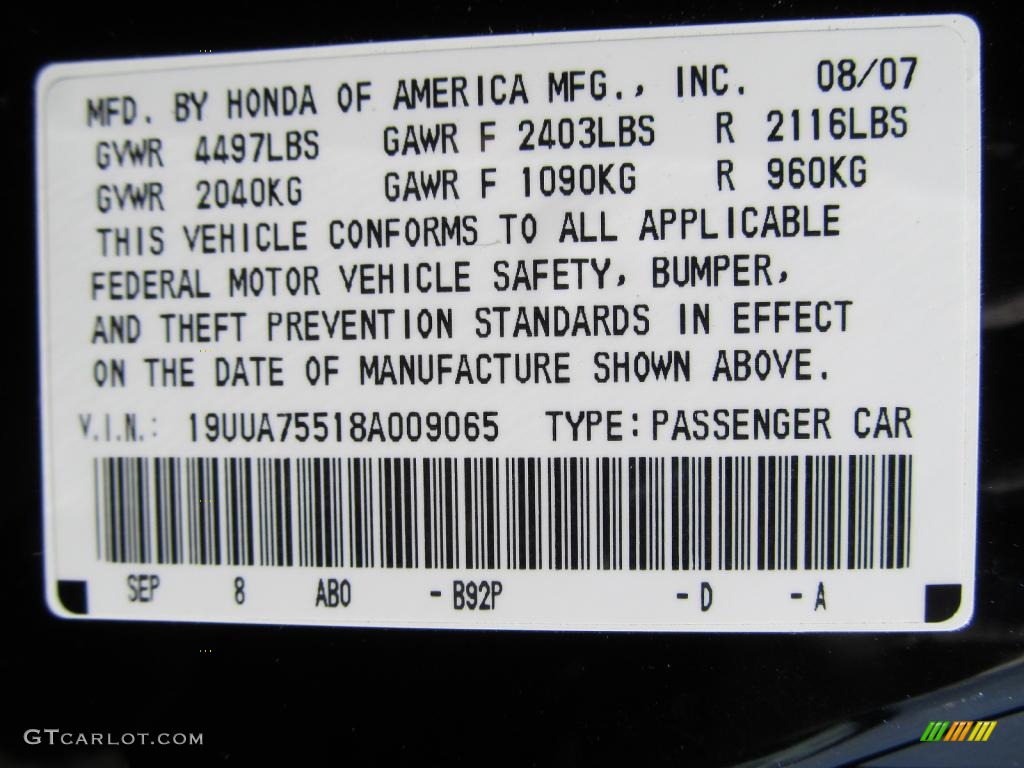 MFD. BY HONDA OF AMERICA MFG., INC. 08/07
GVWR 4497LBS GAWR F 2403LBS R 2116LBS
GVWR 2040KG GAWR F 1090KG R 960KG
THIS VEHICLE CONFORMS TO ALL APPLICABLE
FEDERAL MOTOR VEHICLE SAFETY, BUMPER,
AND THEFT PREVENTION STANDARDS IN EFFECT
ON THE DATE OF MANUFACTURE SHOWN ABOVE.
V.I.N.: 19UUA75518A009065 TYPE: PASSENGER CAR
SEP 8 AB0 - B92P - D - A
GTCARLOT.COM